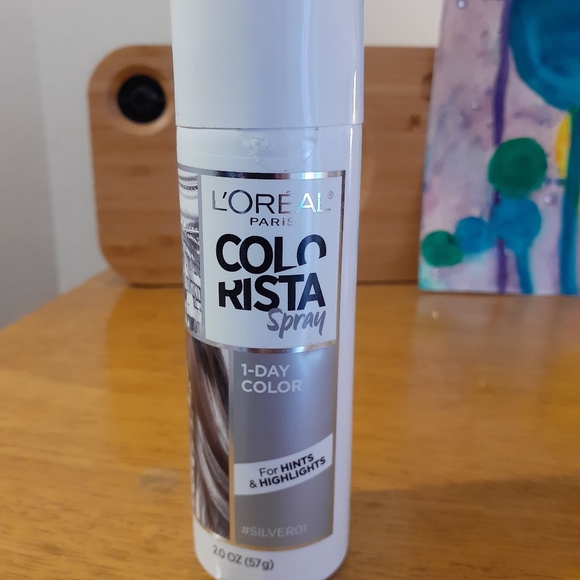 L'ORÉAL®
PARIS
COLO
RISTA
Spray
1-DAY
COLOR
For HINTS
& HIGHLIGHTS
#SILVER01
2.0 OZ (57g)